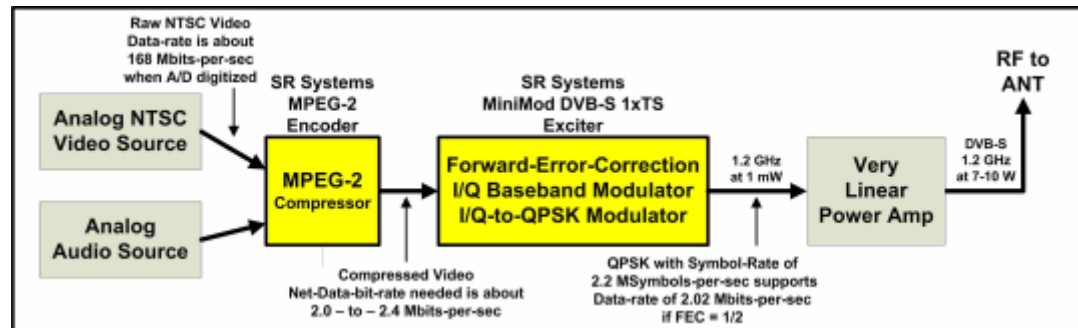 Raw NTSC Video
Data-rate is about
168 Mbits-per-sec
when A/D digitized
Analog NTSC
Video Source
Analog
Audio Source
SR Systems
MPEG-2
Encoder
MPEG-2
Compressor
Compressed Video
Net-Data-bit-rate needed is about
2.0 – to – 2.4 Mbits-per-sec
SR Systems
MiniMod DVB-S 1xTS
Exciter
Forward-Error-Correction
I/Q Baseband Modulator
I/Q-to-QPSK Modulator
1.2 GHz
at 1 mW
QPSK with Symbol-Rate of
2.2 MSymbols-per-sec supports
Data-rate of 2.02 Mbits-per-sec
if FEC = 1/2
Very
Linear
Power Amp
DVB-S
1.2 GHz
at 7-10 W
RF to
ANT